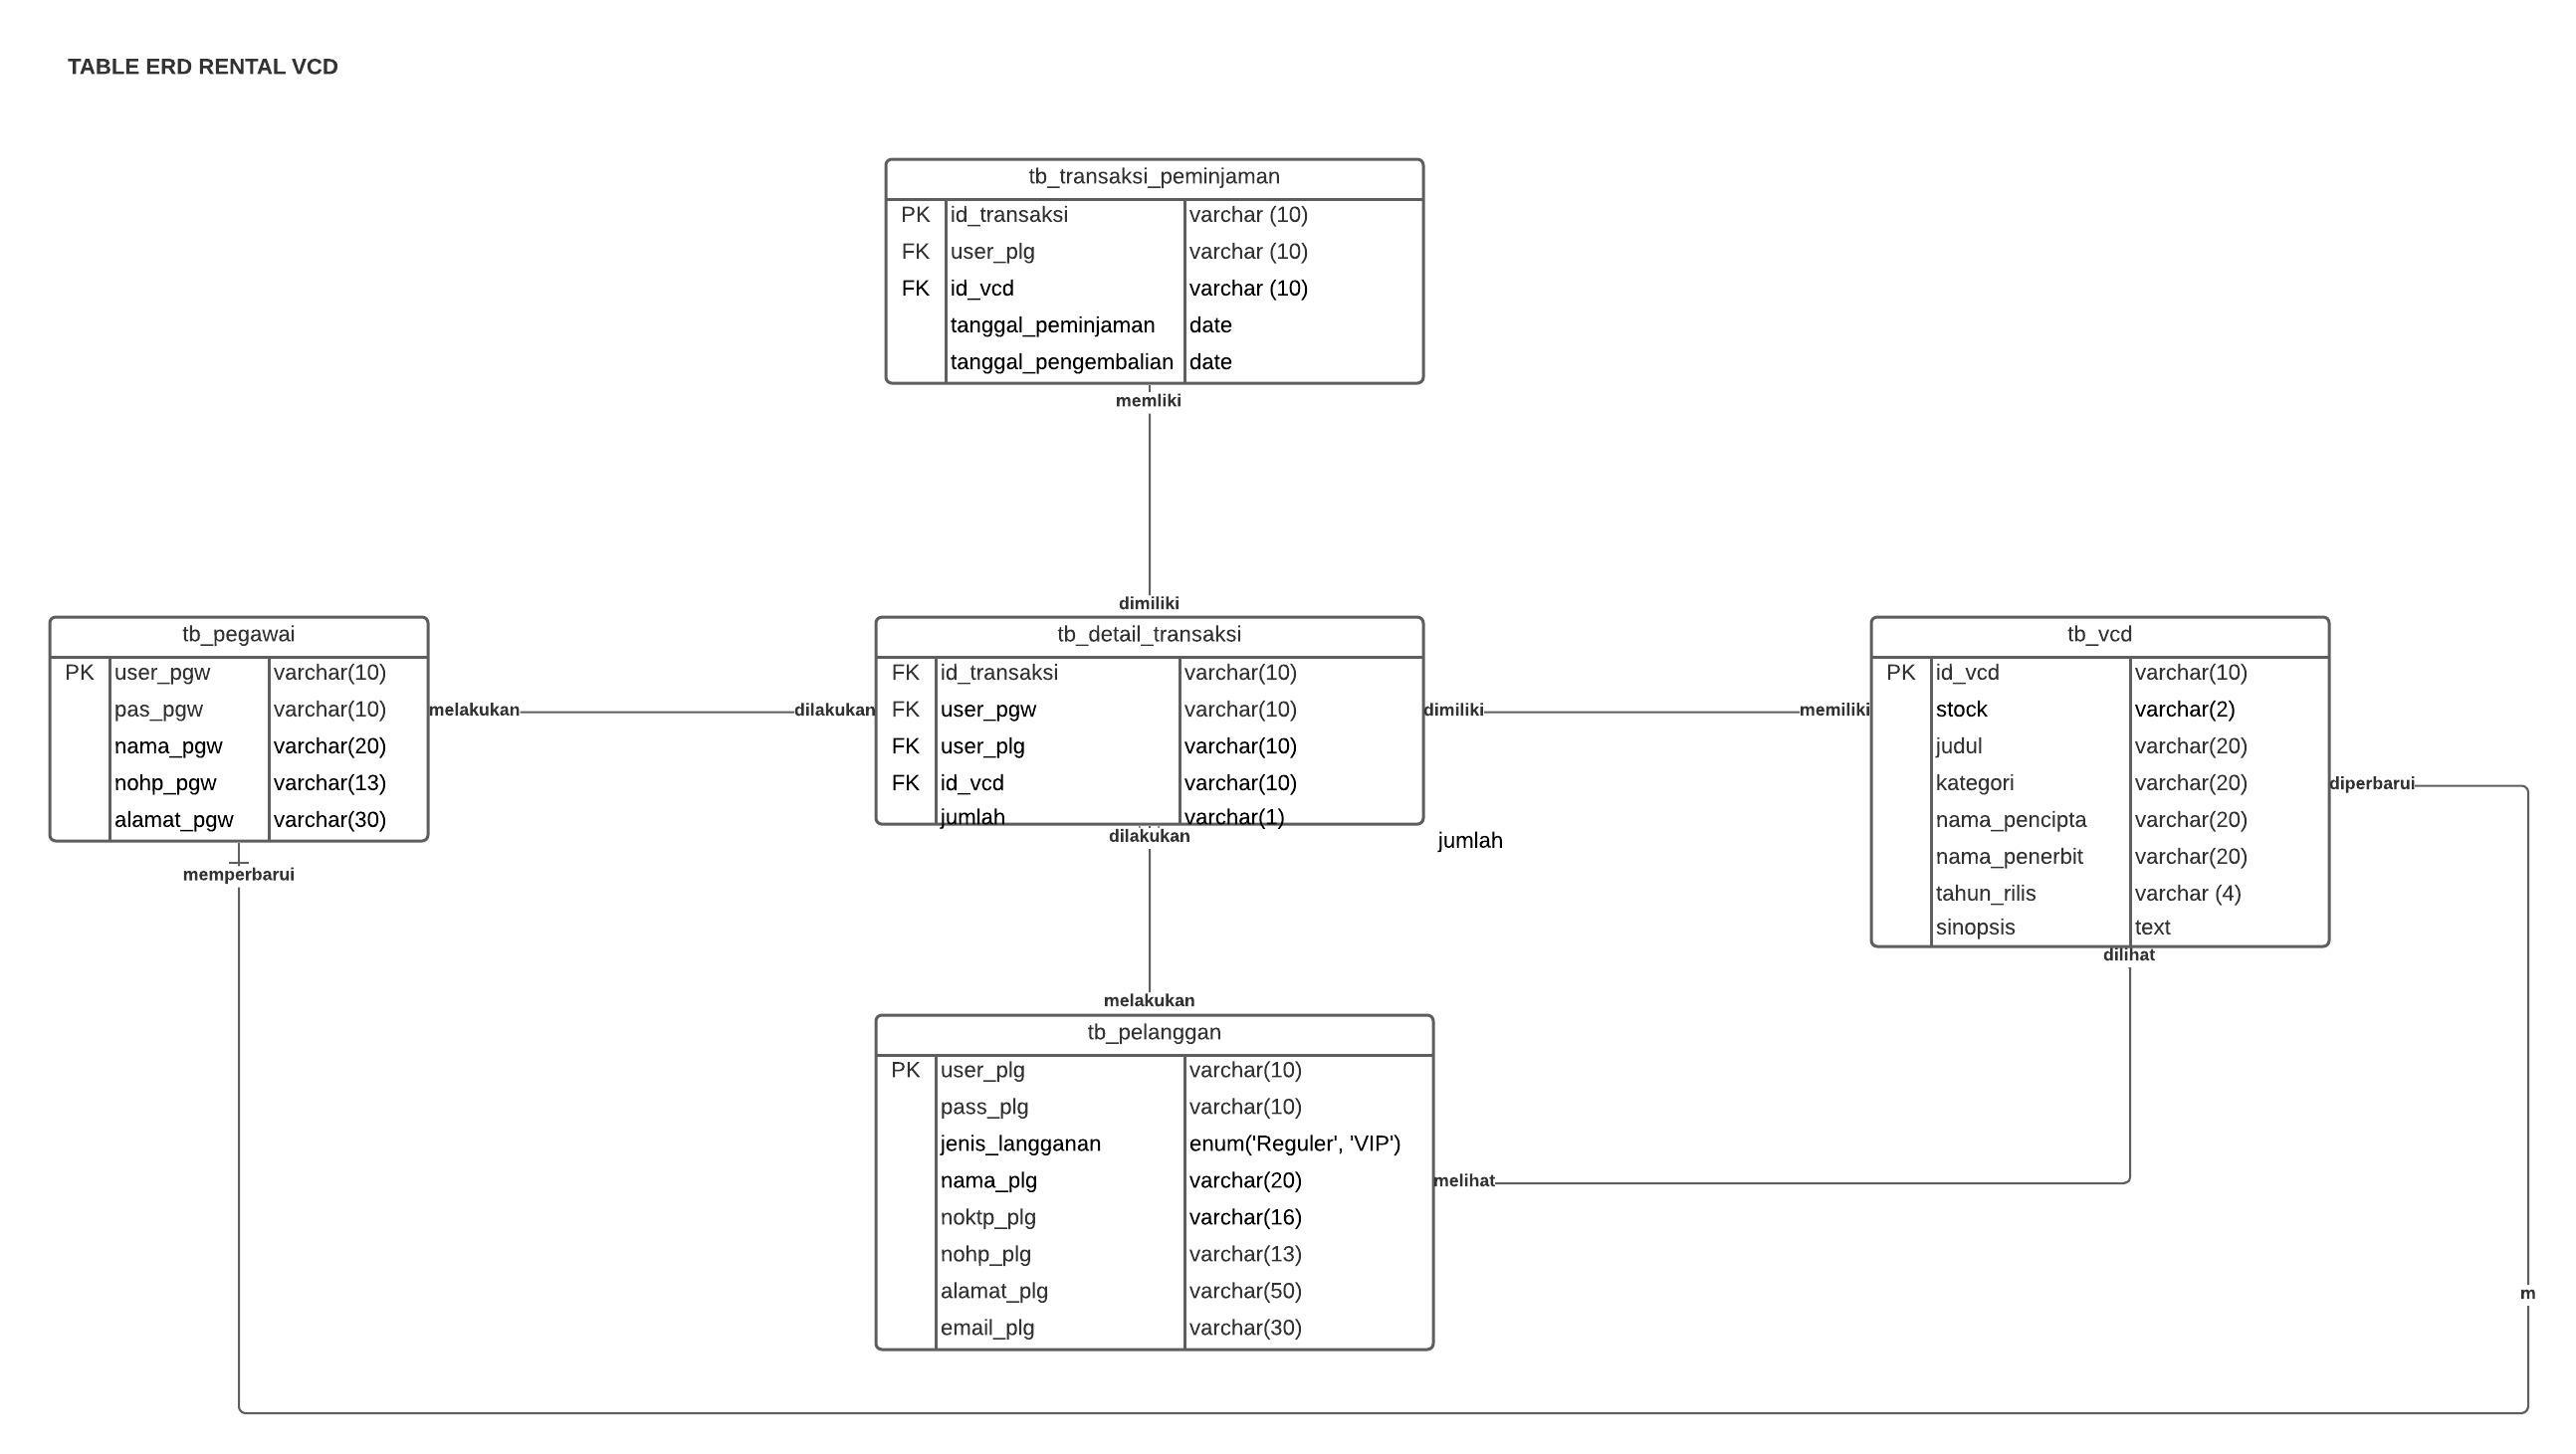 TABLE ERD RENTAL VCD
tb_transaksi_peminjaman
PK id_transaksi varchar (10)
FK user_plg varchar (10)
FK id_vcd varchar (10)
tanggal_peminjaman date
tanggal_pengembalian date
memliki
dimiliki
tb_pegawai
PK user_pgw varchar(10)
pas_pgw varchar(10)
nama_pgw varchar(20)
nohp_pgw varchar(13)
alamat_pgw varchar(30)
melakukan
dilakukan
memperbarui
tb_detail_transaksi
FK id_transaksi varchar(10)
FK user_pgw varchar(10)
FK user_plg varchar(10)
FK id_vcd varchar(10)
jumlah varchar(1)
dimiliki
memiliki
dilakukan
jumlah
tb_vcd
PK id_vcd varchar(10)
stock varchar(2)
judul varchar(20)
kategori varchar(20)
nama_pencipta varchar(20)
nama_penerbit varchar(20)
tahun_rilis varchar (4)
sinopsis text
diperbarui
dilihat
melakukan
tb_pelanggan
PK user_plg varchar(10)
pass_plg varchar(10)
jenis_langganan enum('Reguler', 'VIP')
nama_plg varchar(20)
noktp_plg varchar(16)
nohp_plg varchar(13)
alamat_plg varchar(50)
email_plg varchar(30)
melihat
m